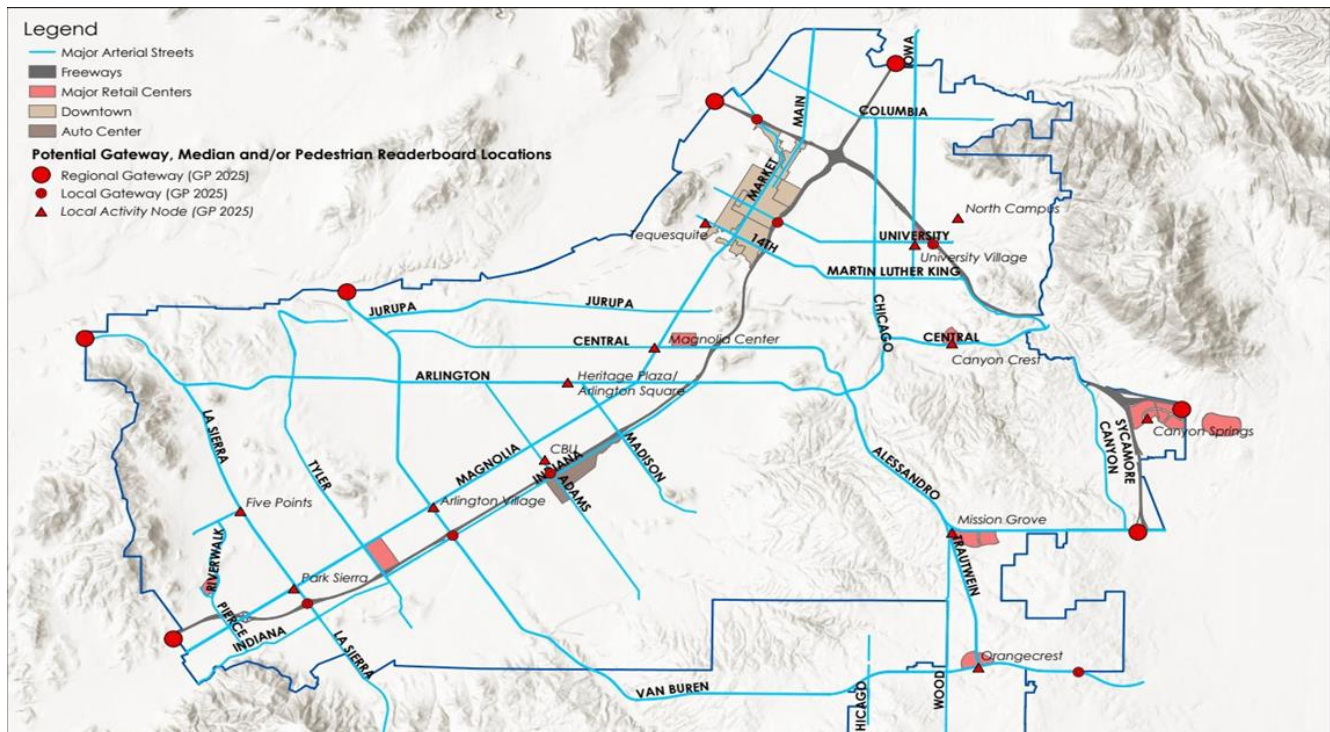 Legend
Major Arterial Streets
Freeways
Major Retail Centers
Downtown
Auto Center
Potential Gateway, Median and/or Pedestrian Readerboard Locations
Regional Gateway (GP 2025)
Local Gateway (GP 2025)
Local Activity Node (GP 2025)
IOWA
MAIN
COLUMBIA
MARKET
North Campus
Tequesquite
14TH
UNIVERSITY
University Village
MARTIN LUTHER KING
JURUPA
JURUPA
CHICAGO
CENTRAL
Magnolia Center
CENTRAL
Canyon Crest
ARLINGTON
Heritage Plaza/
Arlington Square
LA SIERRA
TYLER
MAGNOLIA
CBU
INDIANA
ADAMS
MADISON
ALESSANDRO
SYCAMORE
CANYON
Canyon Springs
Five Points
Arlington Village
Mission Grove
TRAUTWEIN
RIVERWALK
Park Sierra
PIERCE
INDIANA
LA SIERRA
Orangecrest
VAN BUREN
HICAGO
WOOD